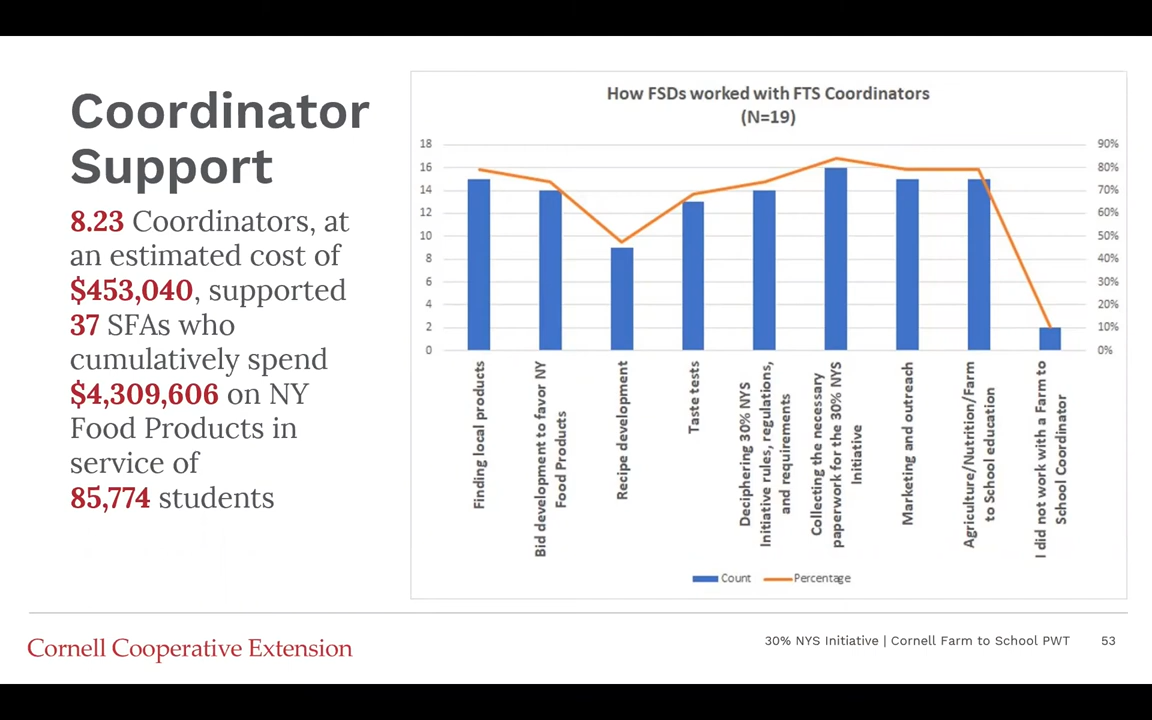 Coordinator
Support
8.23 Coordinators, at
an estimated cost of
$453,040, supported
37 SFAs who
cumulatively spend
$4,309,606 on NY
Food Products in
service of
85,774 students
How FSDs worked with FTS Coordinators
(N=19)
18
16
14
12
10
8
6
4
2
0
90%
80%
70%
60%
50%
40%
30%
20%
10%
0%
Finding local products
Bid development to favor NY
Food Products
Recipe development
Taste tests
Deciphering 30% NYS
Initiative rules, regulations,
and requirements
Collecting the necessary
paperwork for the 30% NYS
Initiative
Marketing and outreach
Agriculture/Nutrition/Farm
to School education
I did not work with a Farm to
School Coordinator
Count
Percentage
Cornell Cooperative Extension
30% NYS Initiative | Cornell Farm to School PWT
53